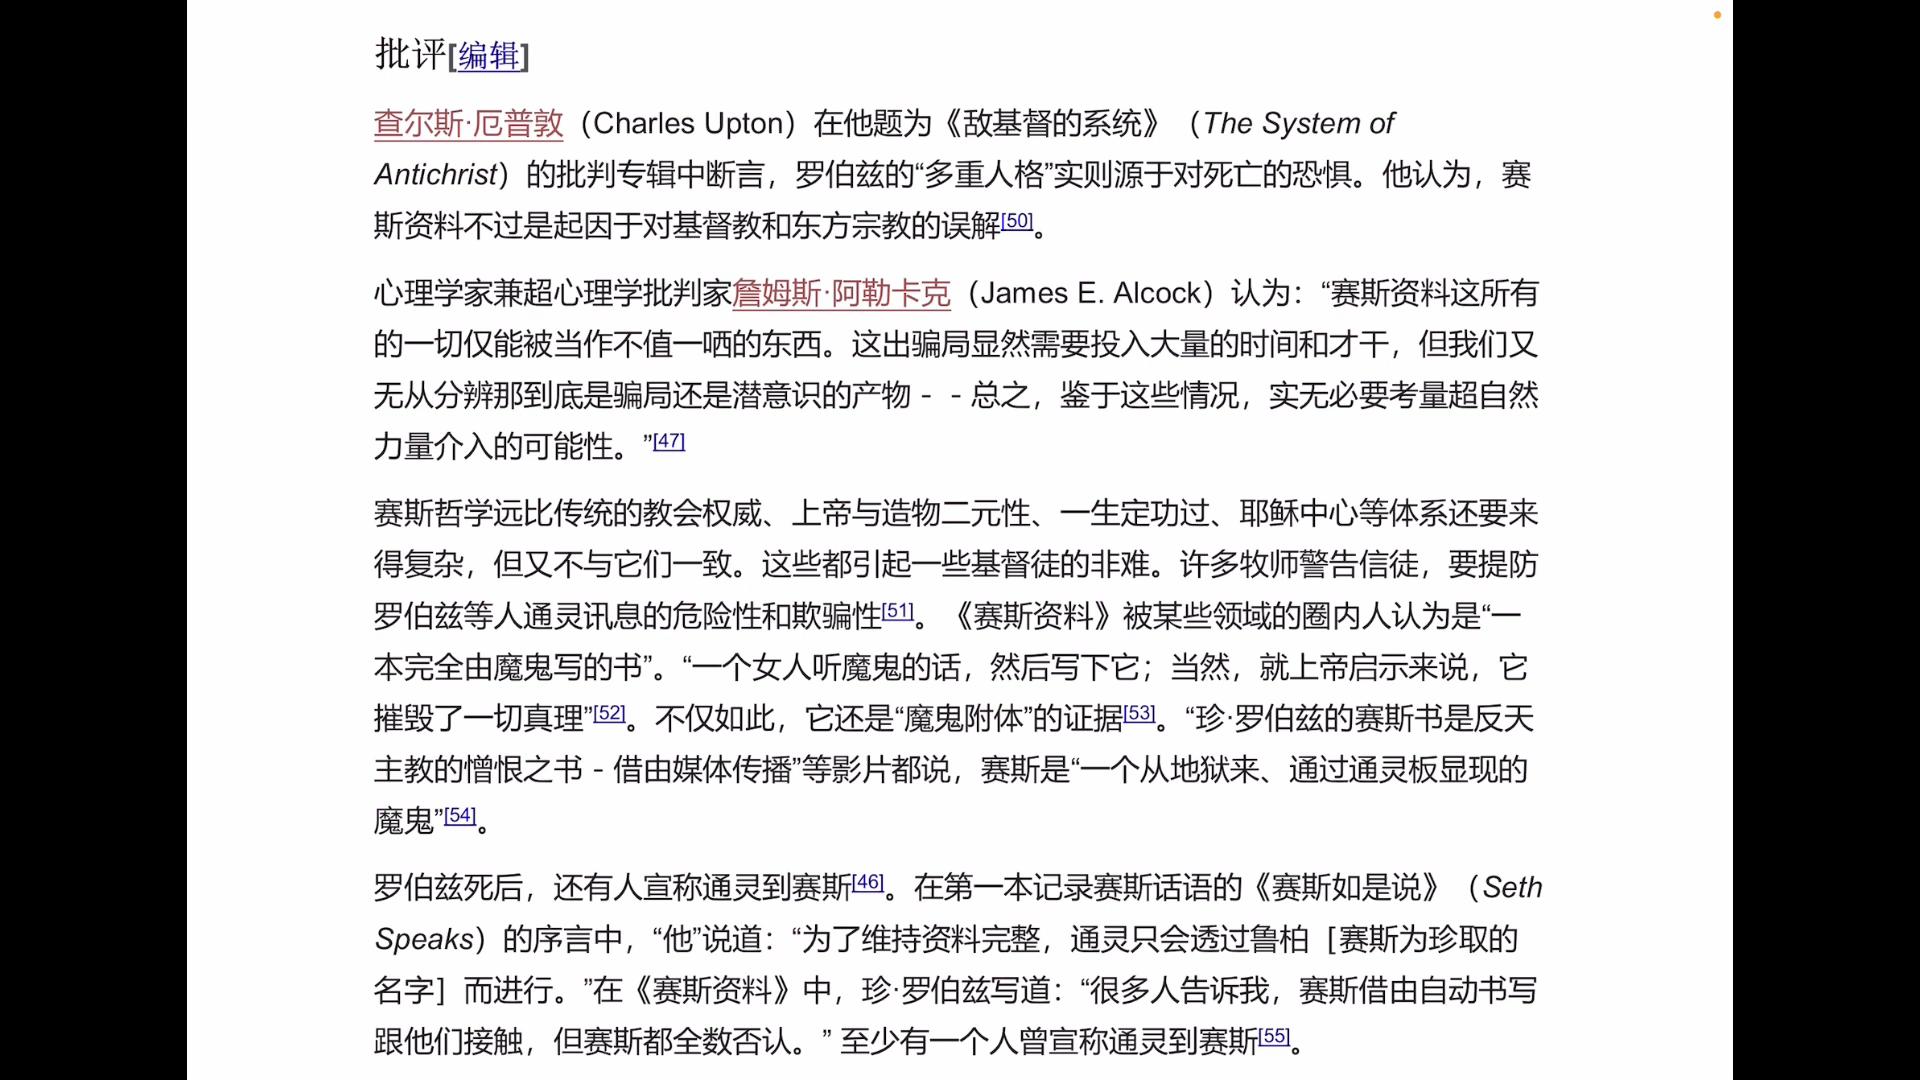 批评[编辑]
查尔斯·厄普敦（Charles Upton）在他题为《敌基督的系统》（The System of
Antichrist）的批判专辑中断言，罗伯兹的“多重人格”实则源于对死亡的恐惧。他认为，赛
斯资料不过是起因于对基督教和东方宗教的误解[50]。
心理学家兼超心理学批判家詹姆斯·阿勒卡克（James E. Alcock）认为：“赛斯资料这所有
的一切仅能被当作不值一哂的东西。这出骗局显然需要投入大量的时间和才干，但我们又
无从分辨那到底是骗局还是潜意识的产物－－总之，鉴于这些情况，实无必要考量超自然
力量介入的可能性。”[47]
赛斯哲学远比传统的教会权威、上帝与造物二元性、一生定功过、耶稣中心等体系还要来
得复杂，但又不与它们一致。这些都引起一些基督徒的非难。许多牧师警告信徒，要提防
罗伯兹等人通灵讯息的危险性和欺骗性[51]。《赛斯资料》被某些领域的圈内人认为是“一
本完全由魔鬼写的书”。“一个女人听魔鬼的话，然后写下它；当然，就上帝启示来说，它
摧毁了一切真理”[52]。不仅如此，它还是“魔鬼附体”的证据[53]。“珍·罗伯兹的赛斯书是反天
主教的憎恨之书－借由媒体传播”等影片都说，赛斯是“一个从地狱来、通过通灵板显现的
魔鬼”[54]。
罗伯兹死后，还有人宣称通灵到赛斯[46]。在第一本记录赛斯话语的《赛斯如是说》（Seth
Speaks）的序言中，“他”说道：“为了维持资料完整，通灵只会透过鲁柏［赛斯为珍取的
名字］而进行。”在《赛斯资料》中，珍·罗伯兹写道：“很多人告诉我，赛斯借由自动书写
跟他们接触，但赛斯都全数否认。” 至少有一个人曾宣称通灵到赛斯[55]。